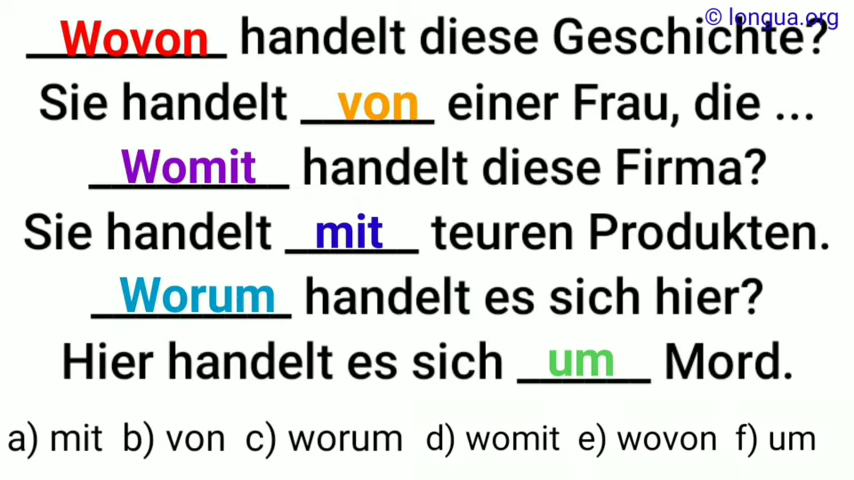 © longua.org
Wovon handelt diese Geschichte?
Sie handelt von einer Frau, die ...
Womit handelt diese Firma?
Sie handelt mit teuren Produkten.
Worum handelt es sich hier?
Hier handelt es sich um Mord.
a) mit b) von c) worum d) womit e) wovon f) um